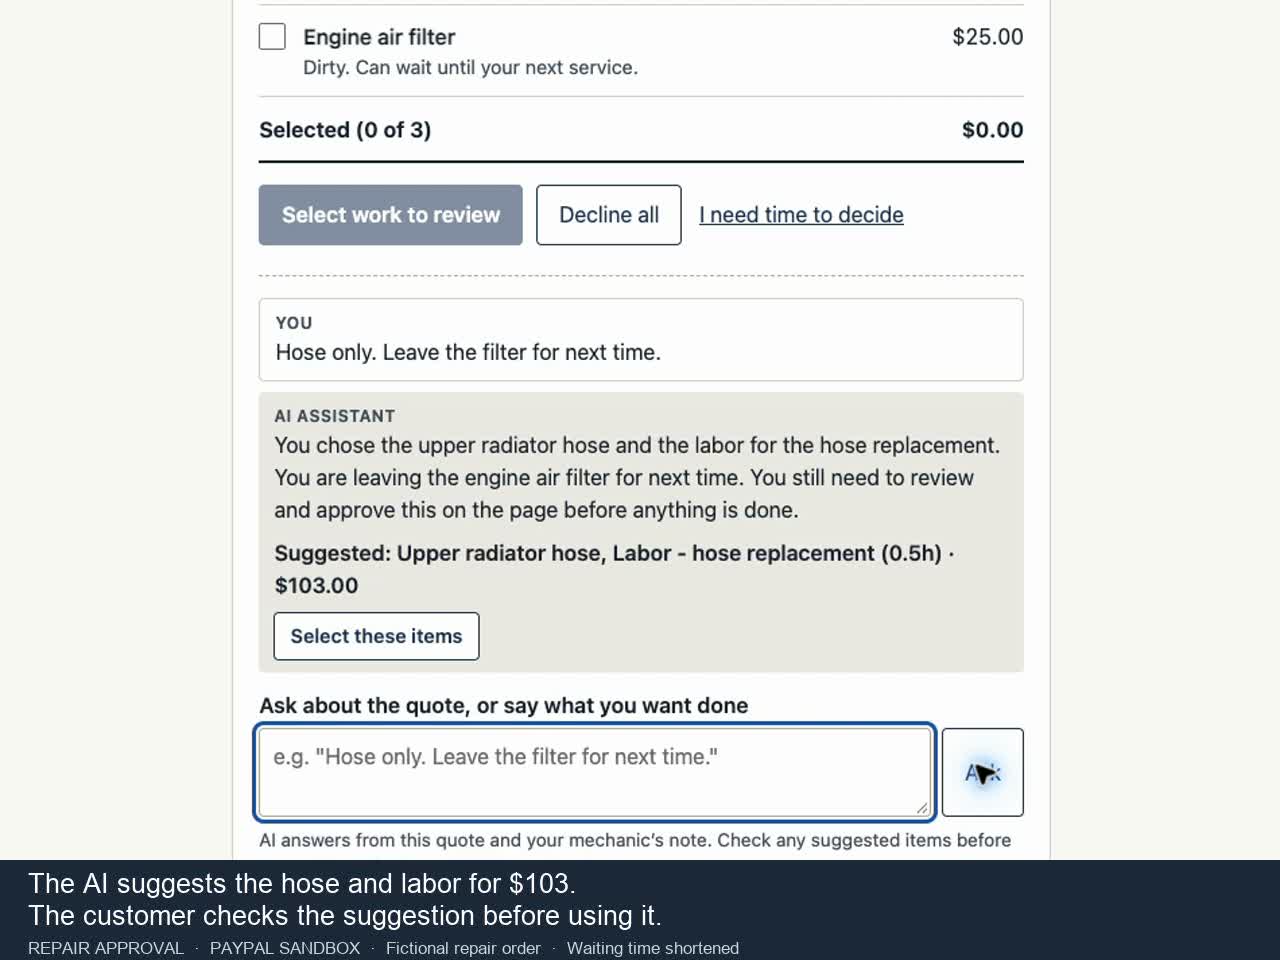 Engine air filter $25.00
Dirty. Can wait until your next service.
Selected (0 of 3) $0.00
Select work to review Decline all I need time to decide
YOU
Hose only. Leave the filter for next time.
AI ASSISTANT
You chose the upper radiator hose and the labor for the hose replacement.
You are leaving the engine air filter for next time. You still need to review
and approve this on the page before anything is done.
Suggested: Upper radiator hose, Labor - hose replacement (0.5h) ·
$103.00
Select these items
Ask about the quote, or say what you want done
e.g. "Hose only. Leave the filter for next time."
AI answers from this quote and your mechanic's note. Check any suggested items before
The AI suggests the hose and labor for $103.
The customer checks the suggestion before using it.
REPAIR APPROVAL · PAYPAL SANDBOX · Fictional repair order · Waiting time shortened